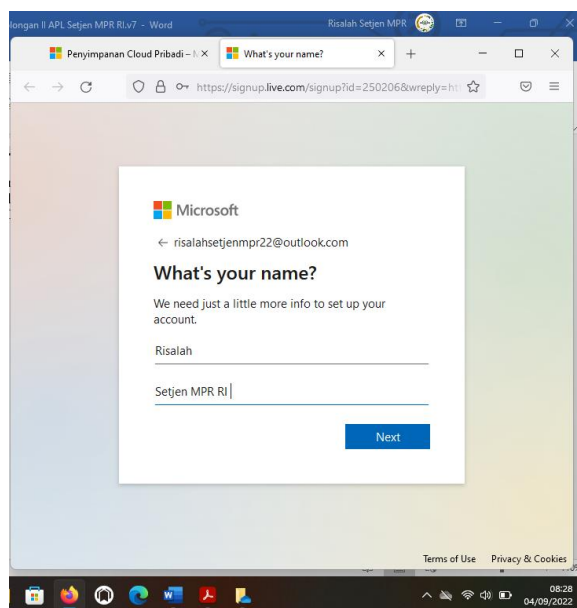 longan II APL Setjen MPR RI.v7 - Word
Risalah Setjen MPR
Penyimpanan Cloud Pribadi – M
What's your name?
https://signup.live.com/signup?id=250206&wreply=ht
Microsoft
risalahsetjenmpr22@outlook.com
What's your name?
We need just a little more info to set up your
account.
Risalah
Setjen MPR RI
Next
Terms of Use Privacy & Cookies
08:28
04/09/2022